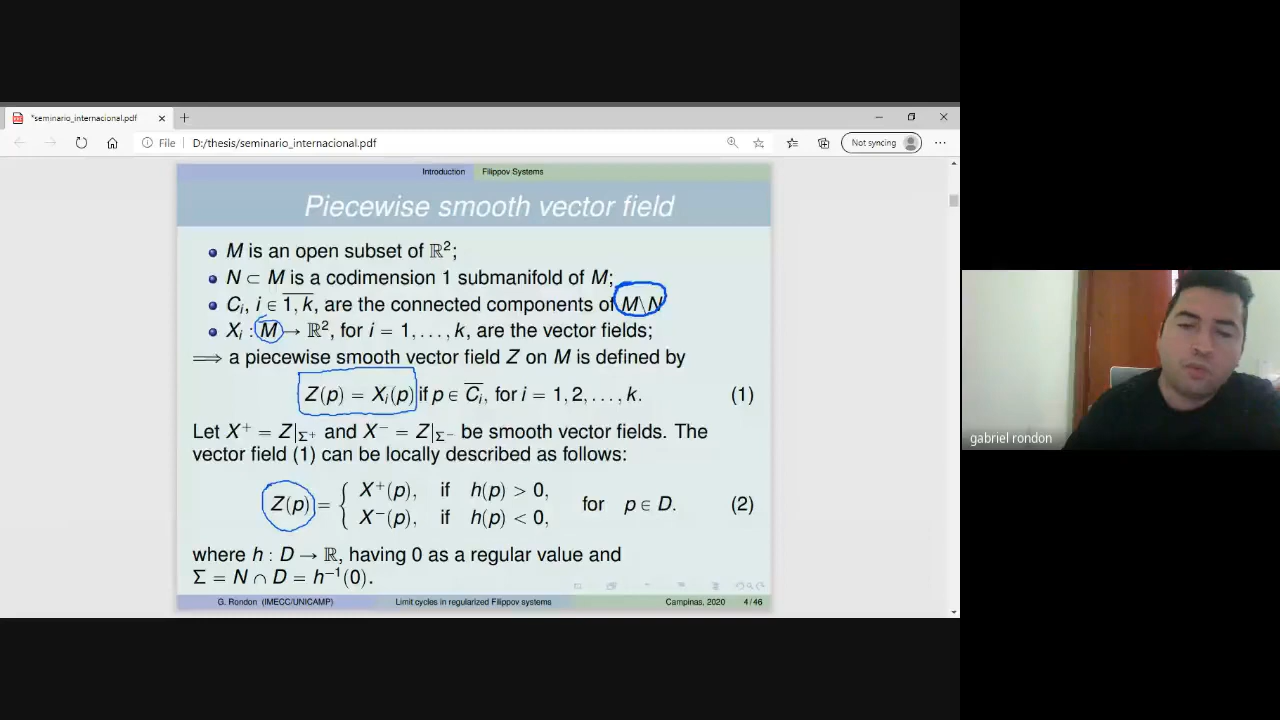 *seminario_internacional.pdf
File D:/thesis/seminario_internacional.pdf Not syncing
Introduction Filippov Systems
Piecewise smooth vector field
M is an open subset of ℝ²;
N ⊂ M is a codimension 1 submanifold of M;
Cᵢ, i ∈ \overline{1, k}, are the connected components of M\N
Xᵢ : M → ℝ², for i = 1, . . . , k, are the vector fields;
⟹ a piecewise smooth vector field Z on M is defined by
Z(p) = Xᵢ(p) if p ∈ \overline{Cᵢ}, for i = 1, 2, . . . , k. (1)
Let X⁺ = Z|_{Σ⁺} and X⁻ = Z|_{Σ⁻} be smooth vector fields. The
vector field (1) can be locally described as follows:
Z(p) = { X⁺(p), if h(p) > 0,
X⁻(p), if h(p) < 0, for p ∈ D. (2)
where h : D → ℝ, having 0 as a regular value and
Σ = N ∩ D = h⁻¹(0).
G. Rondon (IMECC/UNICAMP) Limit cycles in regularized Filippov systems Campinas, 2020 4 / 46
gabriel rondon